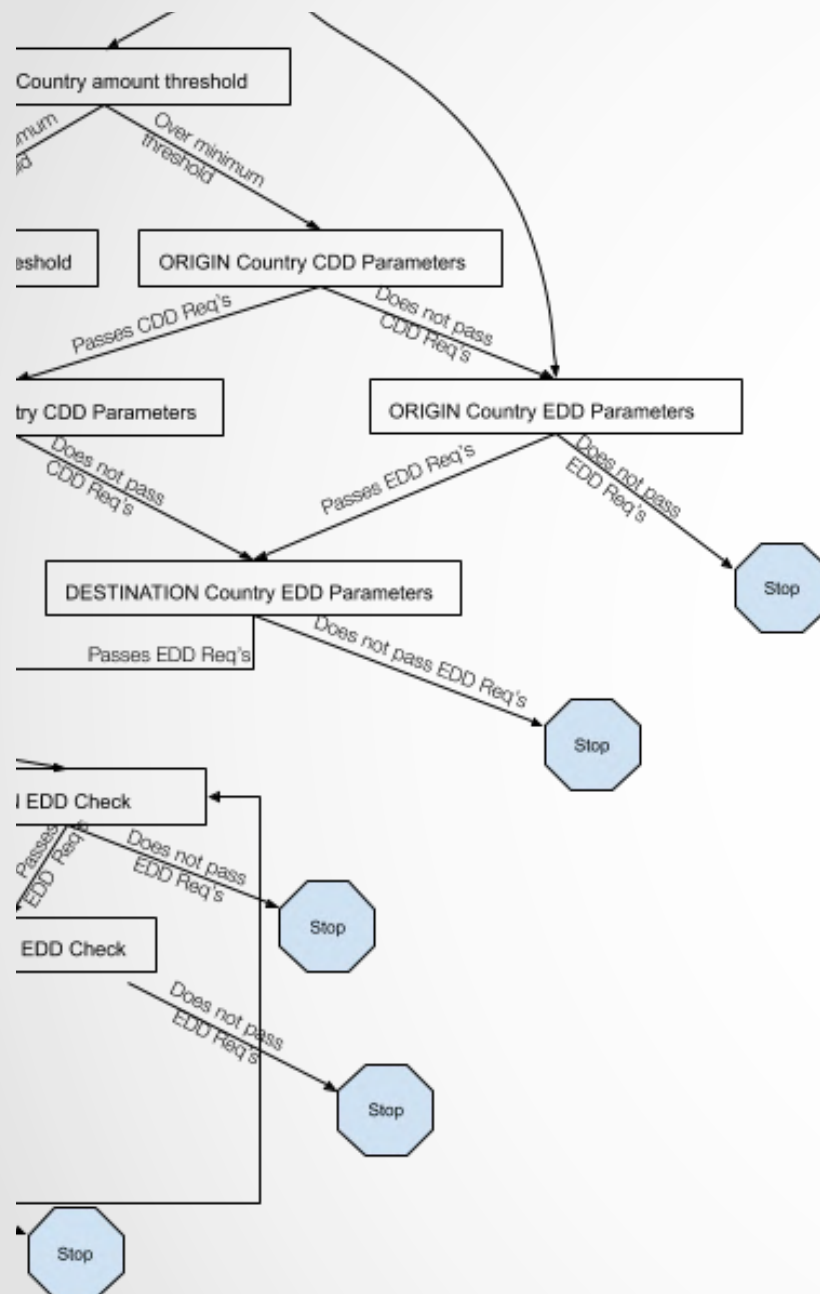 Country amount threshold
Over minimum
threshold
ORIGIN Country CDD Parameters
Passes CDD Req's
Does not pass
CDD Req's
CDD Parameters
ORIGIN Country EDD Parameters
Does not pass
CDD Req's
Passes EDD Req's
Does not pass
EDD Req's
Stop
DESTINATION Country EDD Parameters
Passes EDD Req's
Does not pass EDD Req's
Stop
EDD Check
Passes
EDD Req's
Does not pass
EDD Req's
Stop
EDD Check
Does not pass
EDD Req's
Stop
Stop